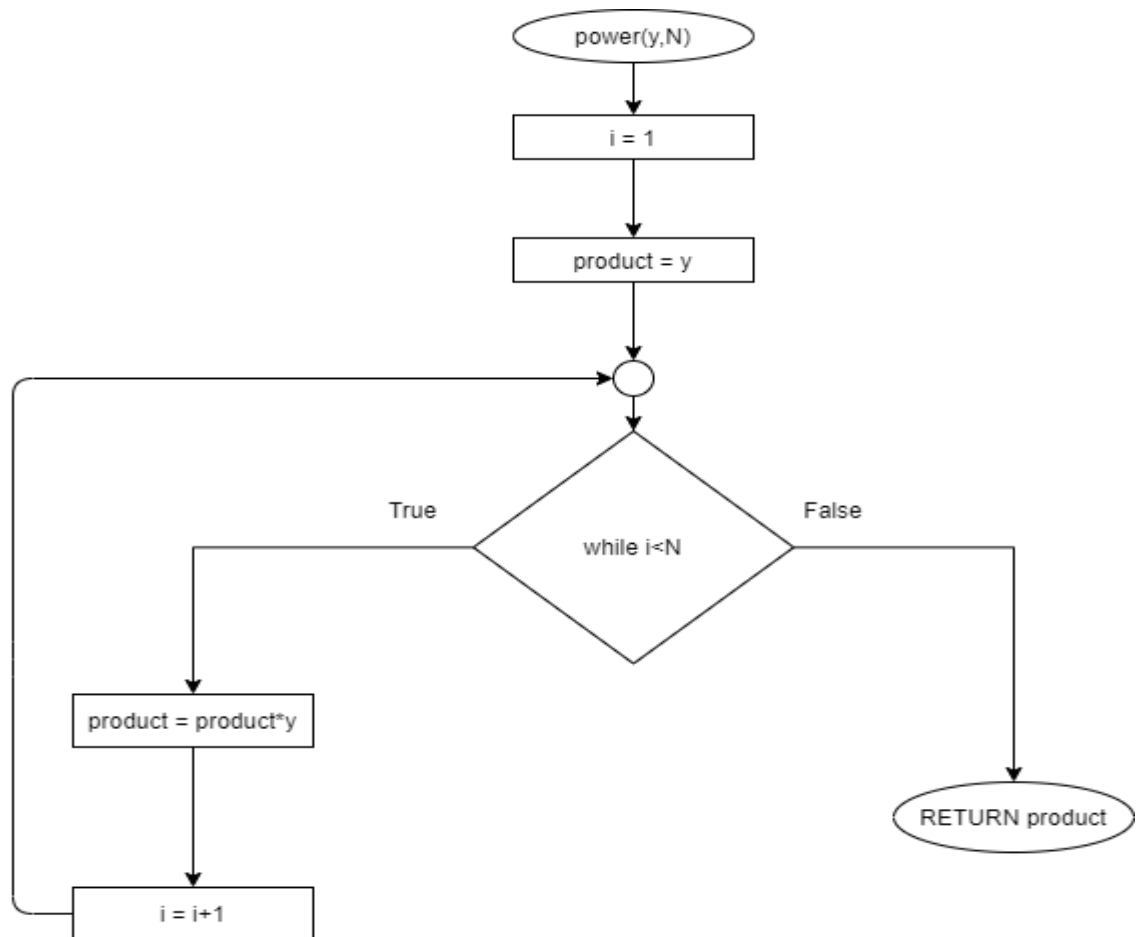 power(y,N)
i = 1
product = y
True
False
while i<N
product = product*y
RETURN product
i = i+1